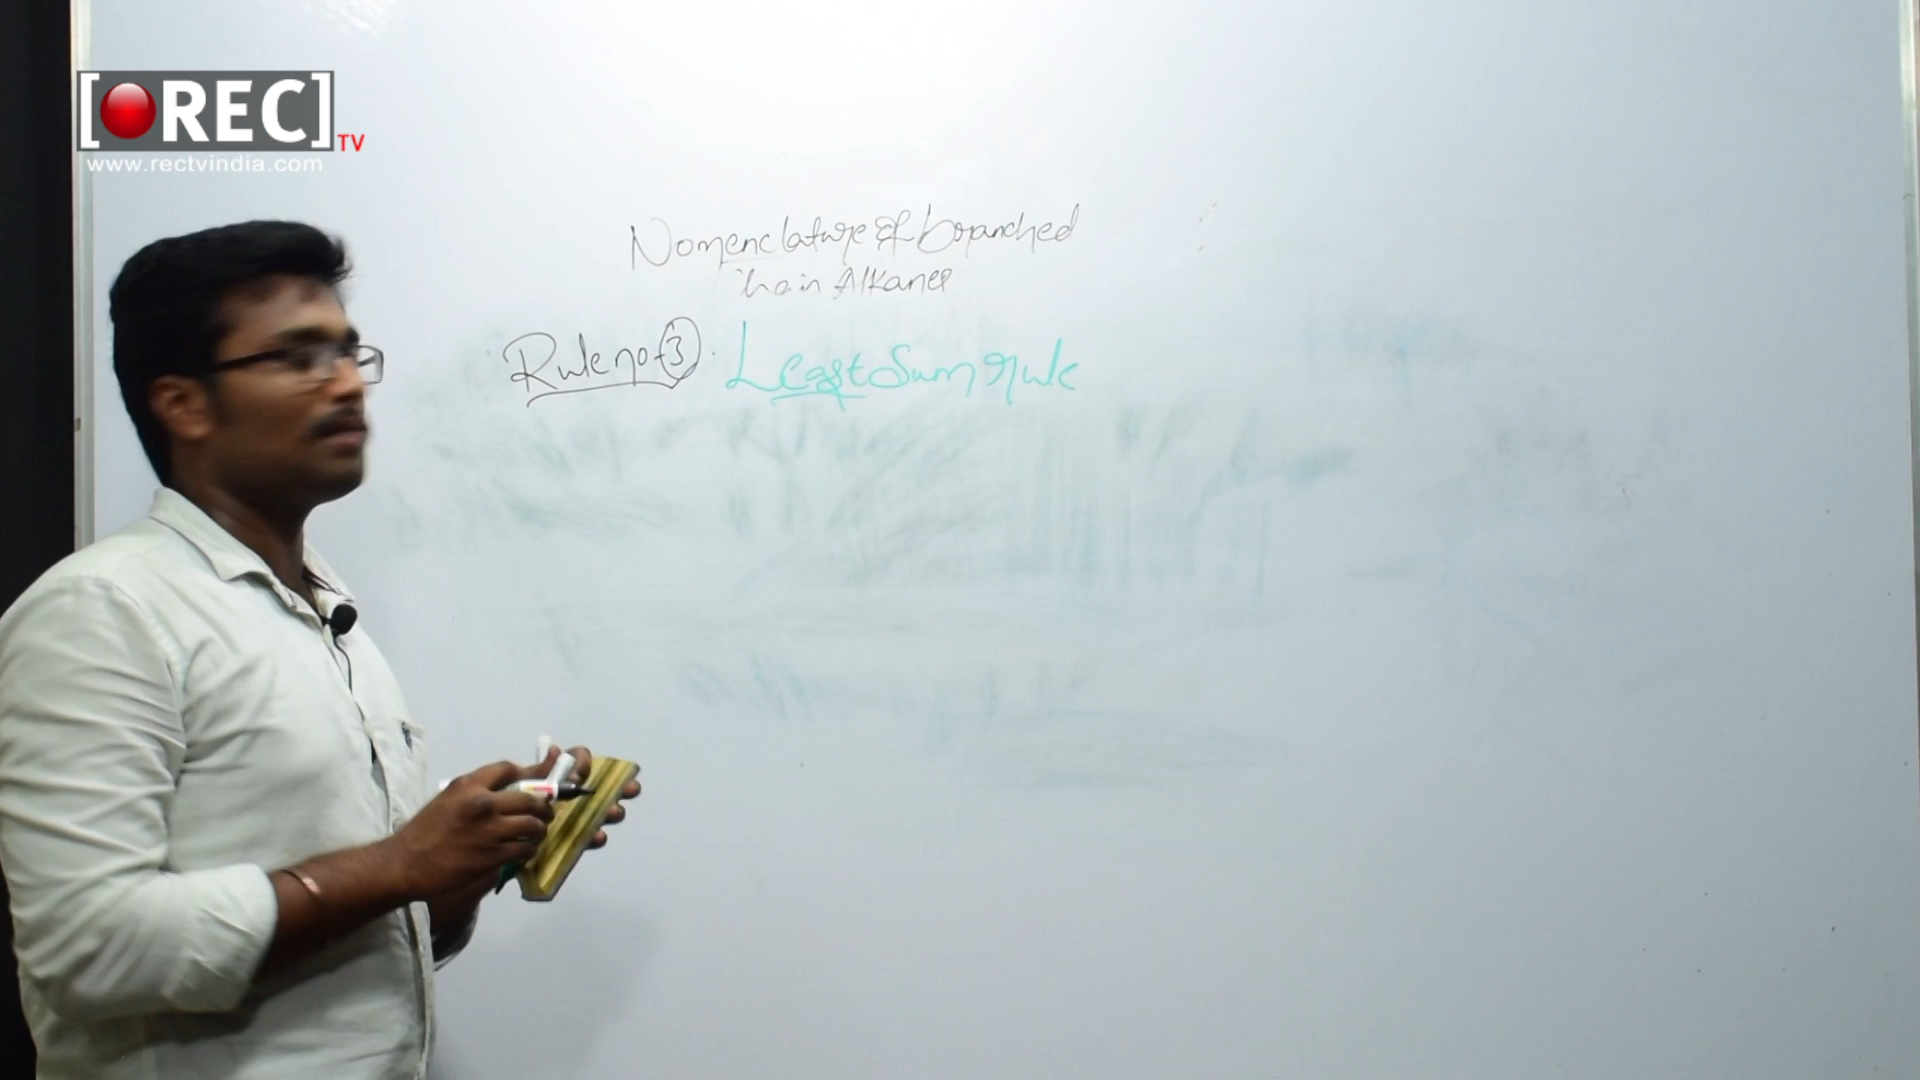 [REC] TV
www.rectvindia.com
Nomenclature of branched
chain Alkanes
Rule no (3). Least Sum rule